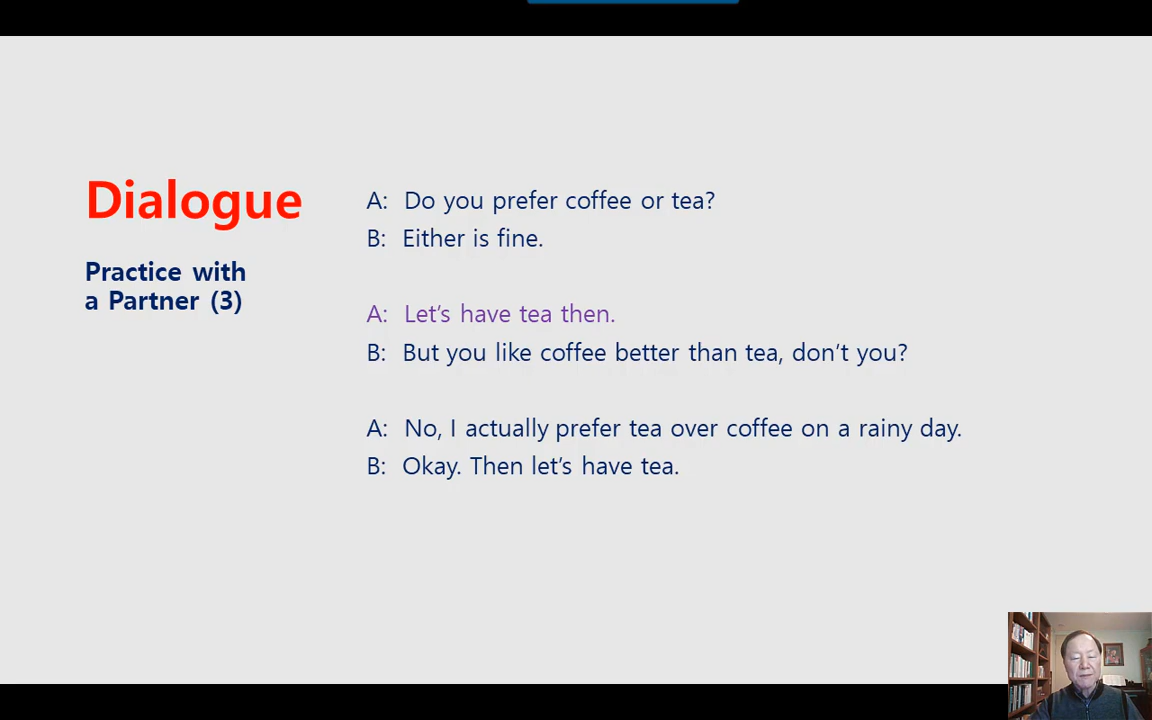 Dialogue
Practice with
a Partner (3)
A: Do you prefer coffee or tea?
B: Either is fine.
A: Let's have tea then.
B: But you like coffee better than tea, don't you?
A: No, I actually prefer tea over coffee on a rainy day.
B: Okay. Then let's have tea.